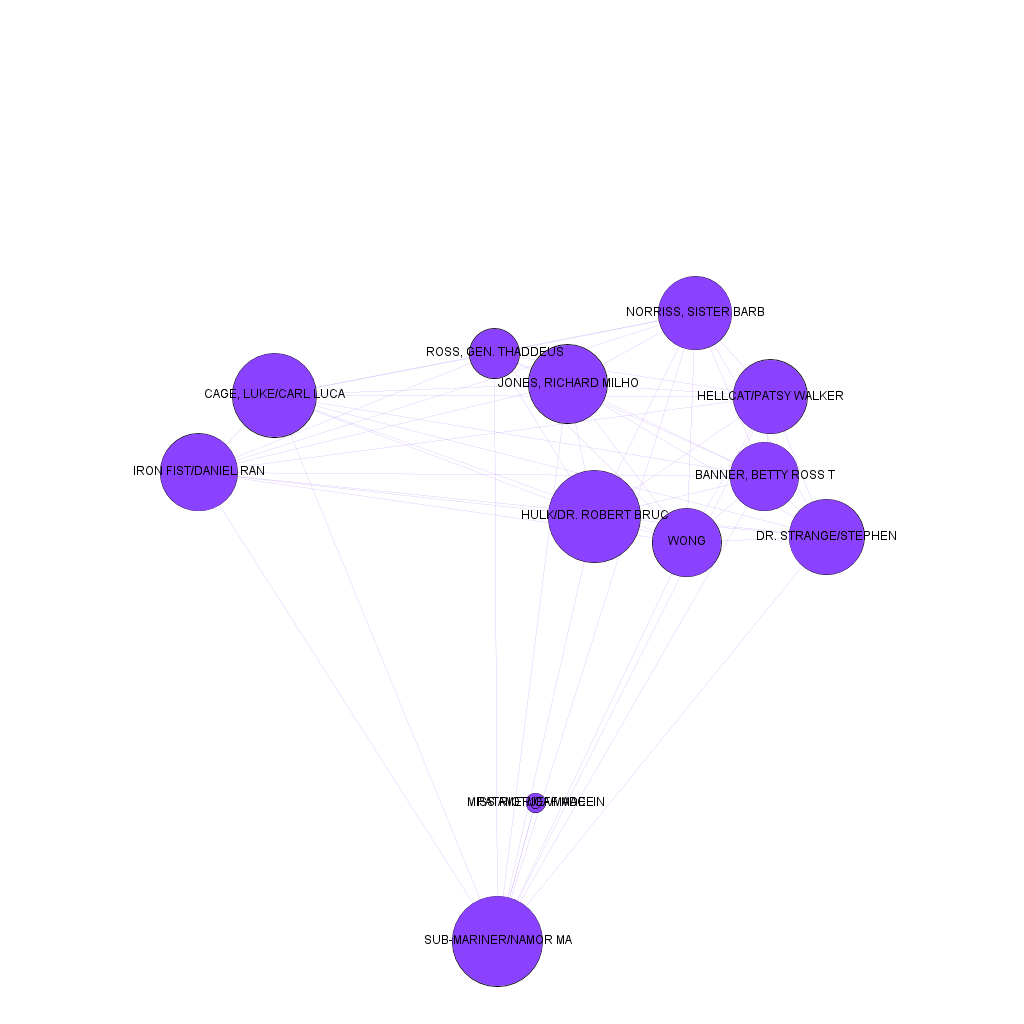 NORRISS, SISTER BARB
ROSS, GEN. THADDEUS
JONES, RICHARD MILHO
CAGE, LUKE/CARL LUCA
HELLCAT/PATSY WALKER
IRON FIST/DANIEL RAN
BANNER, BETTY ROSS T
HULK/DR. ROBERT BRUC
WONG
DR. STRANGE/STEPHEN
SUB-MARINER/NAMOR MA